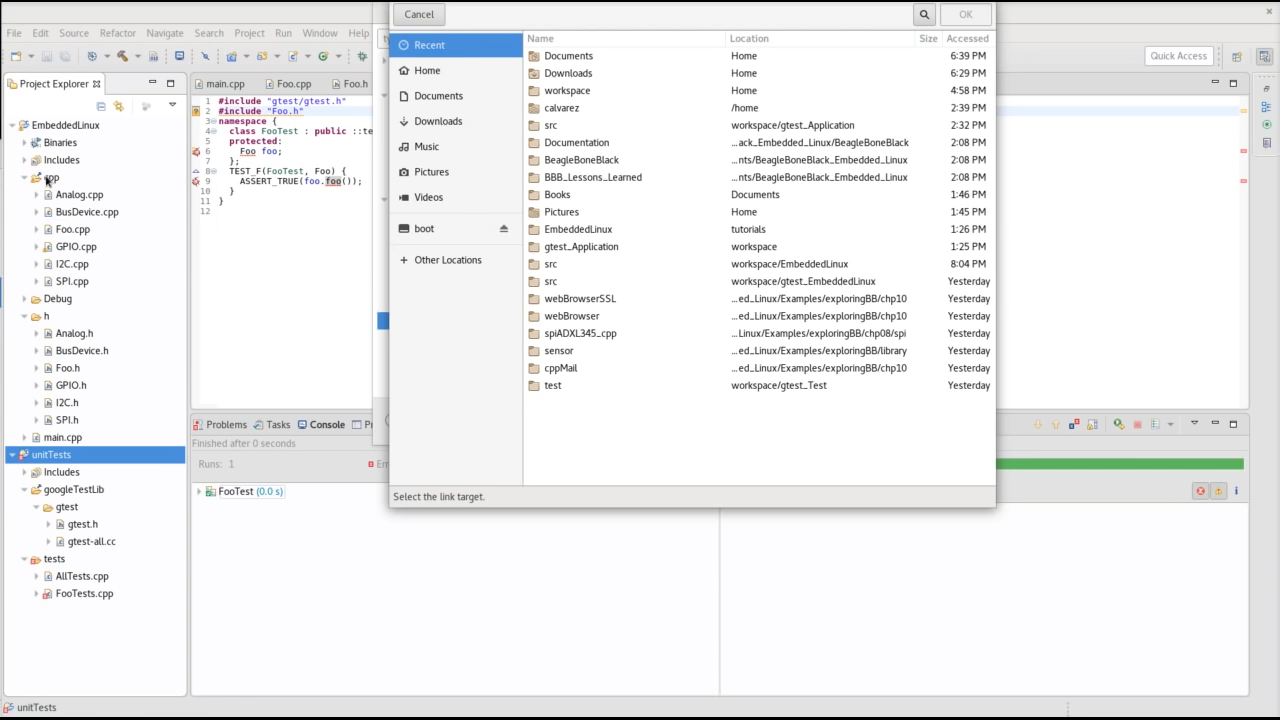 Cancel
OK
File Edit Source Refactor Navigate Search Project Run Window Help
Quick Access
Project Explorer
main.cpp Foo.cpp Foo.h
EmbeddedLinux
Binaries
Includes
Analog.cpp
BusDevice.cpp
Foo.cpp
GPIO.cpp
I2C.cpp
SPI.cpp
Debug
h
Analog.h
BusDevice.h
Foo.h
GPIO.h
I2C.h
SPI.h
main.cpp
unitTests
Includes
googleTestLib
gtest
gtest.h
gtest-all.cc
tests
AllTests.cpp
FooTests.cpp
1 #include "gtest/gtest.h"
2 #include "Foo.h"
3 namespace {
4 class FooTest : public ::te
5 protected:
6 Foo foo;
7 };
8 TEST_F(FooTest, Foo) {
9 ASSERT_TRUE(foo.foo());
10 }
11 }
12
Recent
Home
Documents
Downloads
Music
Pictures
Videos
boot
Other Locations
Name Location Size Accessed
Documents Home 6:39 PM
Downloads Home 6:29 PM
workspace Home 4:58 PM
calvarez /home 2:39 PM
src workspace/gtest_Application 2:32 PM
Documentation ...ack_Embedded_Linux/BeagleBoneBlack 2:08 PM
BeagleBoneBlack ...nts/BeagleBoneBlack_Embedded_Linux 2:08 PM
BBB_Lessons_Learned ...nts/BeagleBoneBlack_Embedded_Linux 2:08 PM
Books Documents 1:46 PM
Pictures Home 1:45 PM
EmbeddedLinux tutorials 1:26 PM
gtest_Application workspace 1:25 PM
src workspace/EmbeddedLinux 8:04 PM
src workspace/gtest_EmbeddedLinux Yesterday
webBrowserSSL ...ed_Linux/Examples/exploringBB/chp10 Yesterday
webBrowser ...ed_Linux/Examples/exploringBB/chp10 Yesterday
spiADXL345_cpp ...Linux/Examples/exploringBB/chp08/spi Yesterday
sensor ...ed_Linux/Examples/exploringBB/library Yesterday
cppMail ...ed_Linux/Examples/exploringBB/chp10 Yesterday
test workspace/gtest_Test Yesterday
Select the link target.
Problems Tasks Console
Finished after 0 seconds
Runs: 1
FooTest (0.0 s)
unitTests